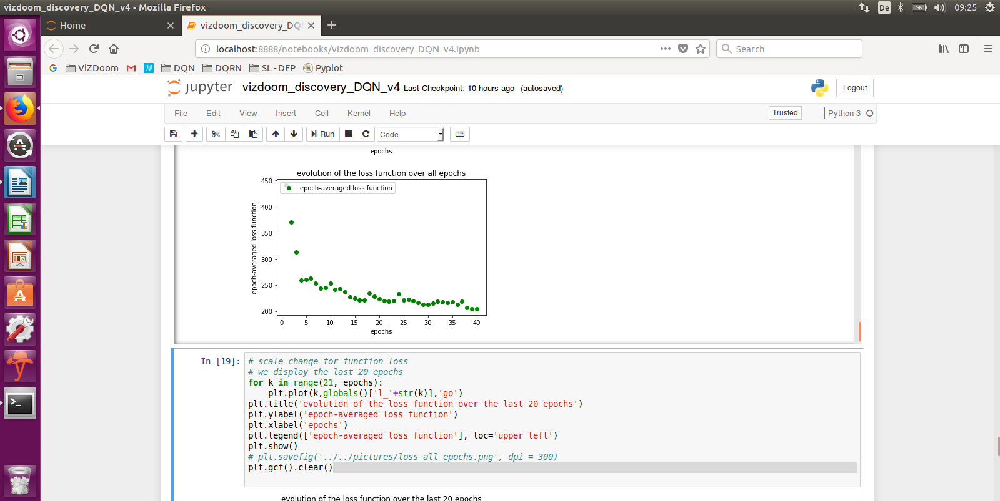 vizdoom_discovery_DQN_v4 - Mozilla Firefox
De
09:25
Home
vizdoom_discovery_DQ
localhost:8888/notebooks/vizdoom_discovery_DQN_v4.ipynb
Search
ViZDoom
DQN
DQRN
SL - DFP
Pyplot
jupyter
vizdoom_discovery_DQN_v4 Last Checkpoint: 10 hours ago (autosaved)
Logout
File Edit View Insert Cell Kernel Help
Trusted
Python 3
Run
Code
epochs
evolution of the loss function over all epochs
epoch-averaged loss function
epoch-averaged loss function
450
400
350
300
250
200
0 5 10 15 20 25 30 35 40
epochs
In [19]:
# scale change for function loss
# we display the last 20 epochs
for k in range(21, epochs):
    plt.plot(k,globals()['l_'+str(k)],'go')
plt.title('evolution of the loss function over the last 20 epochs')
plt.ylabel('epoch-averaged loss function')
plt.xlabel('epochs')
plt.legend(['epoch-averaged loss function'], loc='upper left')
plt.show()
# plt.savefig('../../pictures/loss_all_epochs.png', dpi = 300)
plt.gcf().clear()
evolution of the loss function over the last 20 epochs